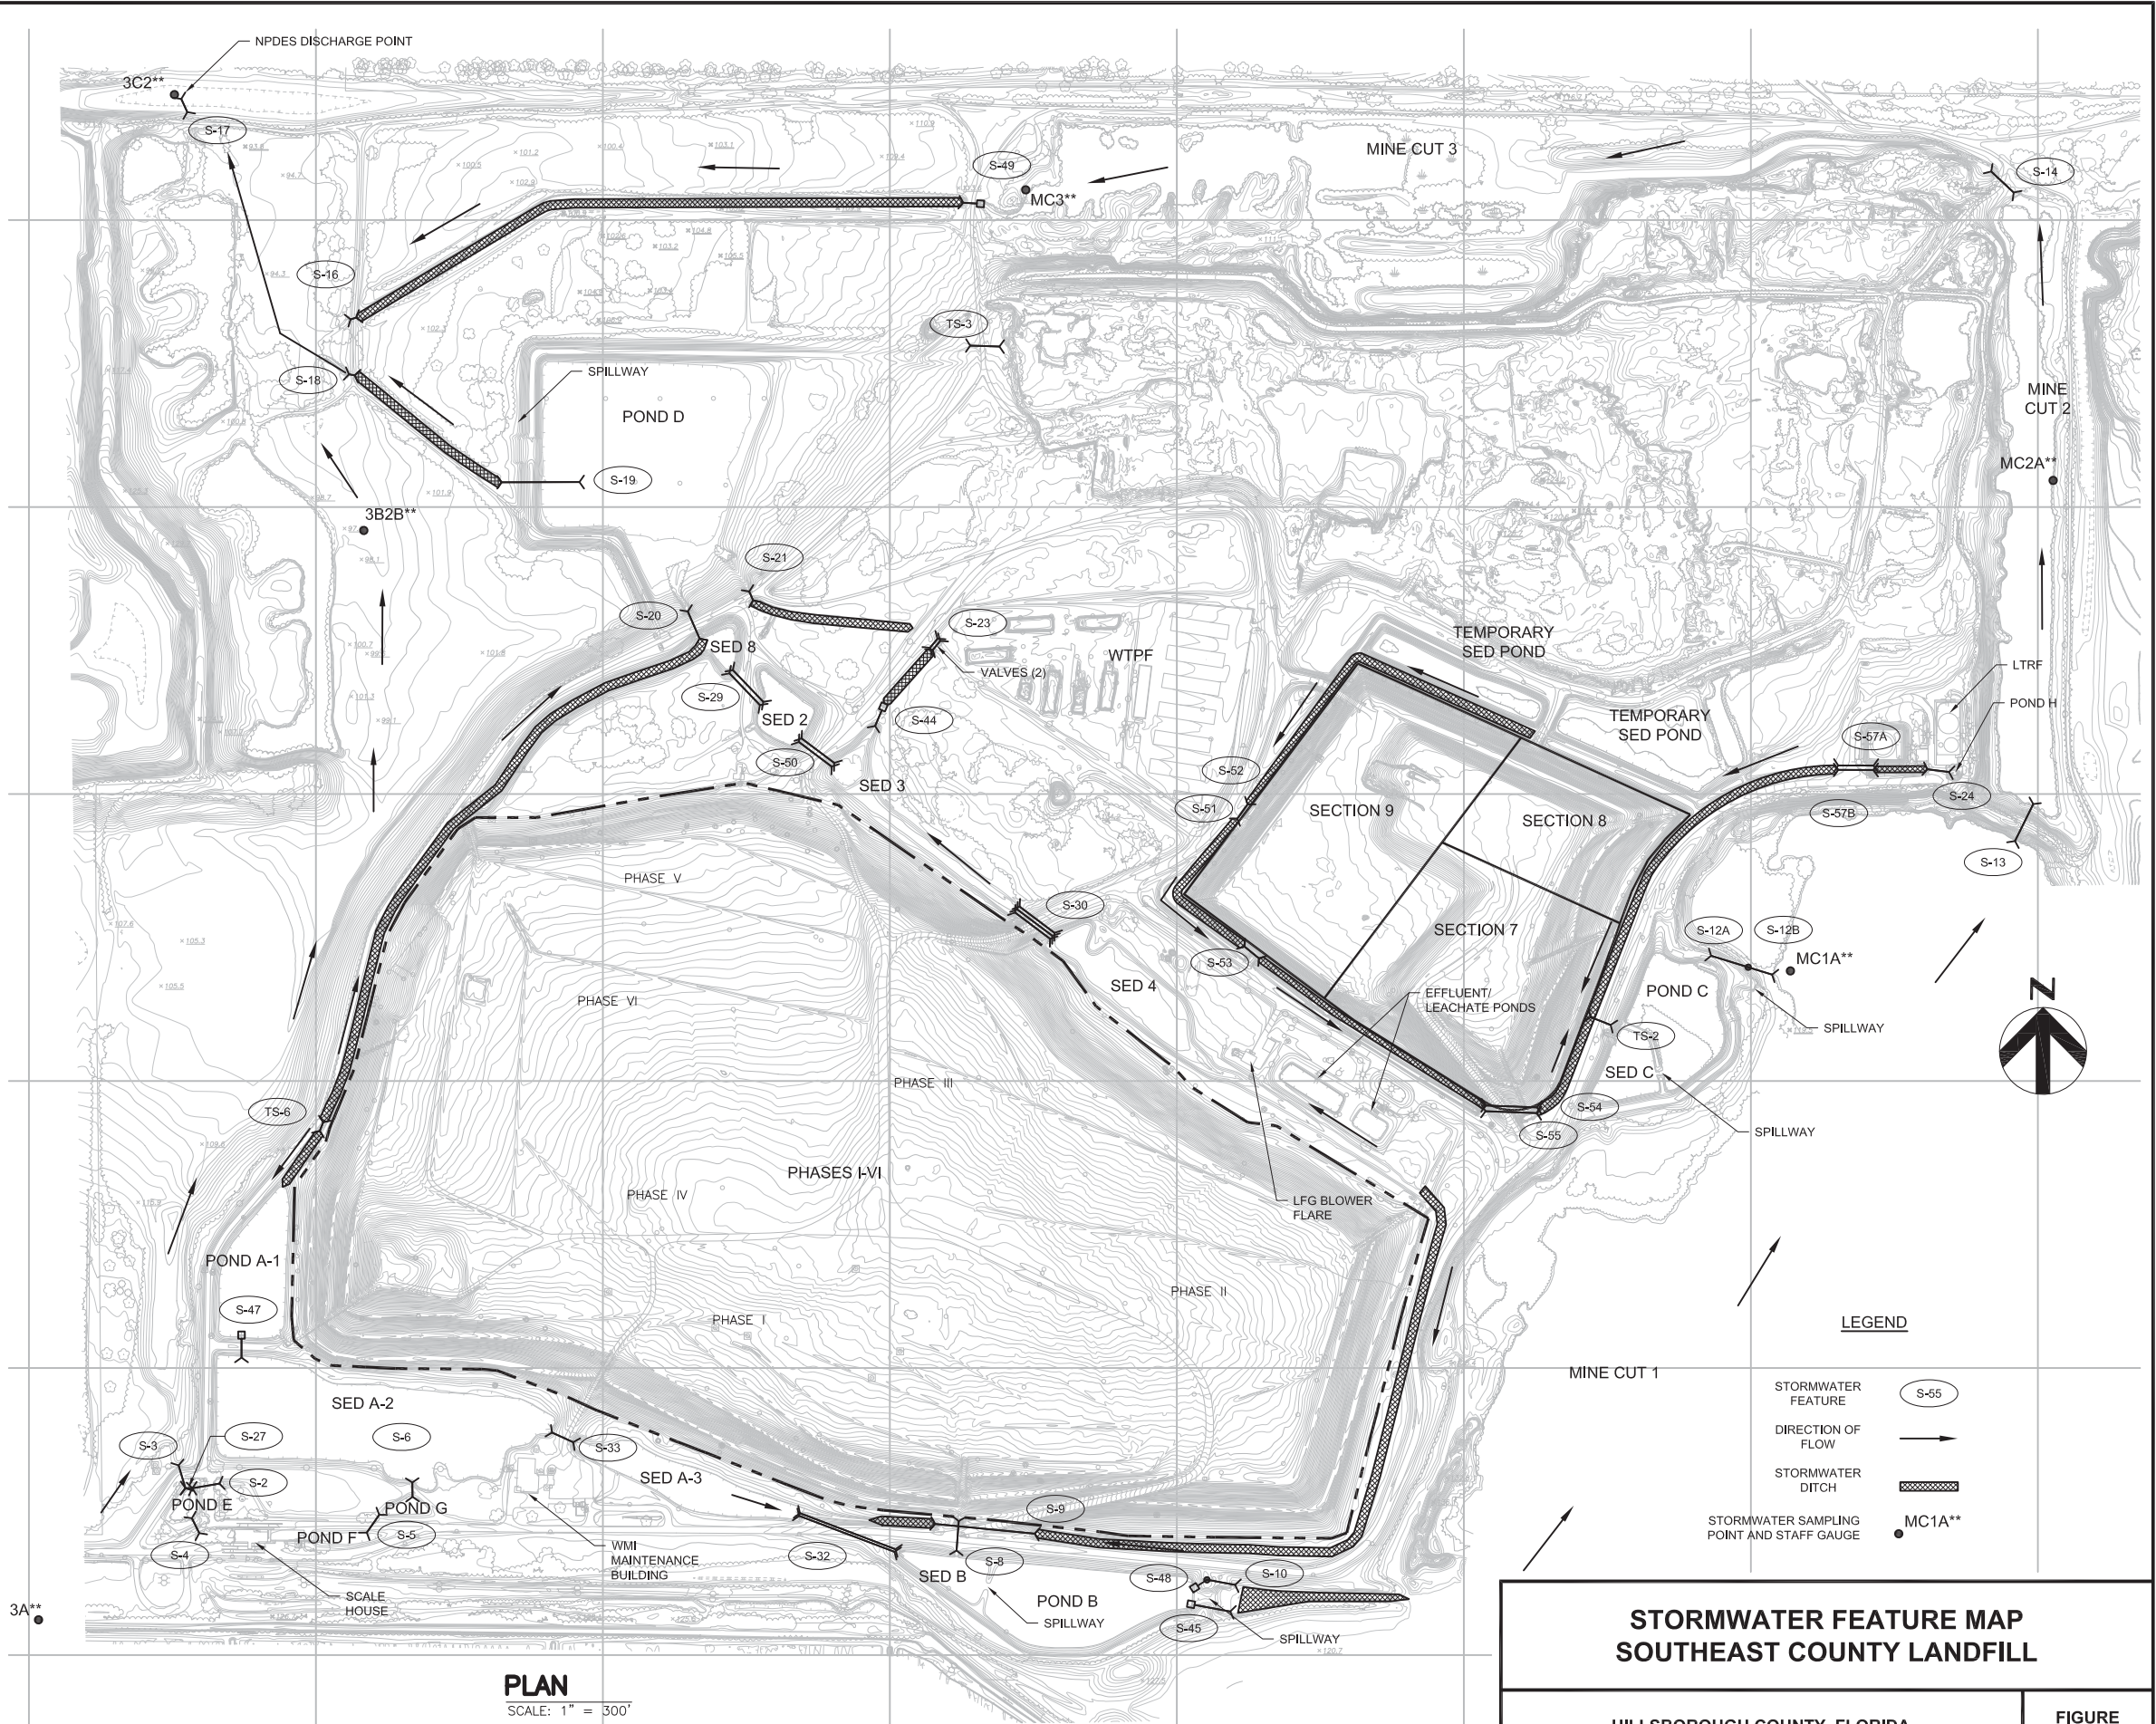 NPDES DISCHARGE POINT
3C2**
S-17
S-49
MINE CUT 3
MC3**
S-14
S-16
TS-3
S-18
SPILLWAY
POND D
MINE
CUT 2
MC2A**
S-19
3B2B**
S-21
S-20
SED 8
S-23
VALVES (2)
WTPF
TEMPORARY
SED POND
LTRF
POND H
S-29
SED 2
S-44
TEMPORARY
SED POND
S-57A
S-50
SED 3
S-52
S-51
SECTION 9
SECTION 8
S-24
S-57B
S-13
PHASE V
S-30
SECTION 7
S-12A
S-12B
MC1A**
S-53
SED 4
PHASE VI
EFFLUENT/
LEACHATE PONDS
POND C
SPILLWAY
N
TS-2
SED C
PHASE III
TS-6
S-54
S-55
SPILLWAY
PHASES I-VI
PHASE IV
LFG BLOWER
FLARE
POND A-1
PHASE II
S-47
PHASE I
MINE CUT 1
LEGEND
STORMWATER
FEATURE
S-55
DIRECTION OF
FLOW
STORMWATER
DITCH
STORMWATER SAMPLING
POINT AND STAFF GAUGE
MC1A**
SED A-2
S-3
S-27
S-6
S-33
S-2
SED A-3
POND E
POND G
S-9
POND F
S-5
S-4
WMI
MAINTENANCE
BUILDING
S-32
S-8
SED B
S-48
S-10
SCALE
HOUSE
POND B
SPILLWAY
3A**
S-45
SPILLWAY
PLAN
SCALE: 1" = 300'
STORMWATER FEATURE MAP
SOUTHEAST COUNTY LANDFILL
HILLSBOROUGH COUNTY, FLORIDA
FIGURE